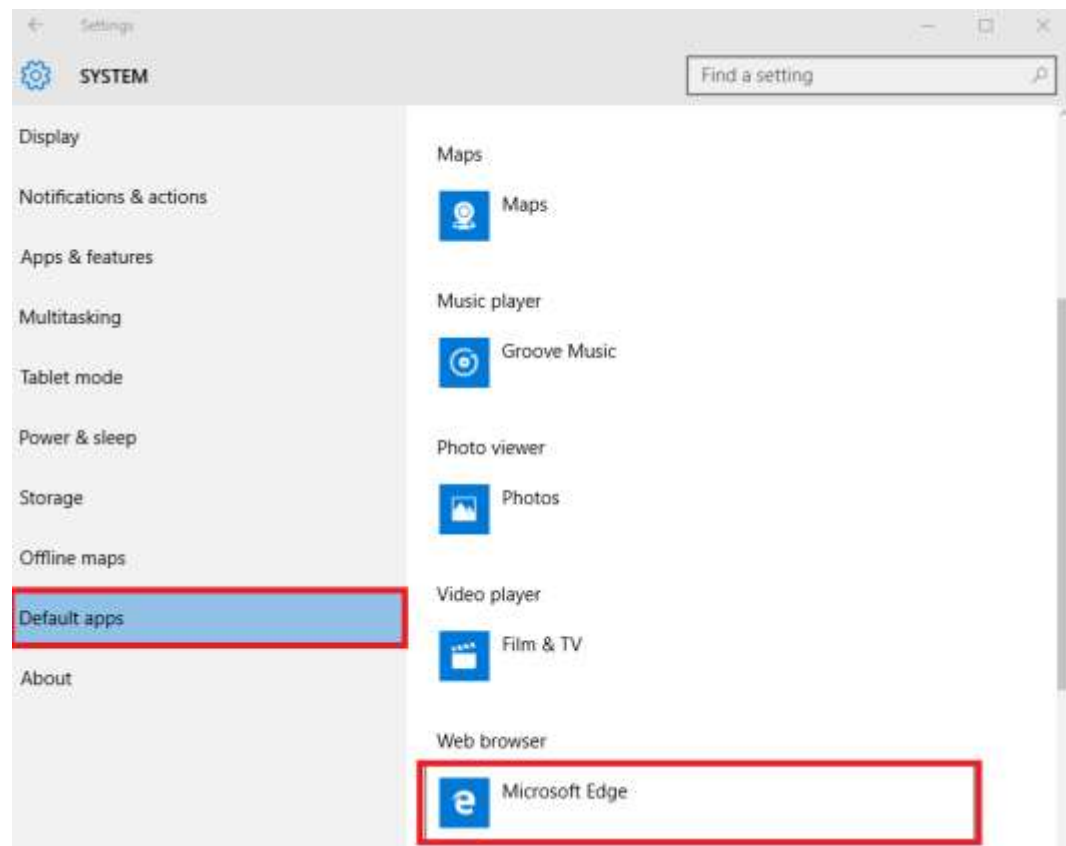 Settings
SYSTEM
Find a setting
Display
Notifications & actions
Apps & features
Multitasking
Tablet mode
Power & sleep
Storage
Offline maps
Default apps
About
Maps
Maps
Music player
Groove Music
Photo viewer
Photos
Video player
Film & TV
Web browser
Microsoft Edge